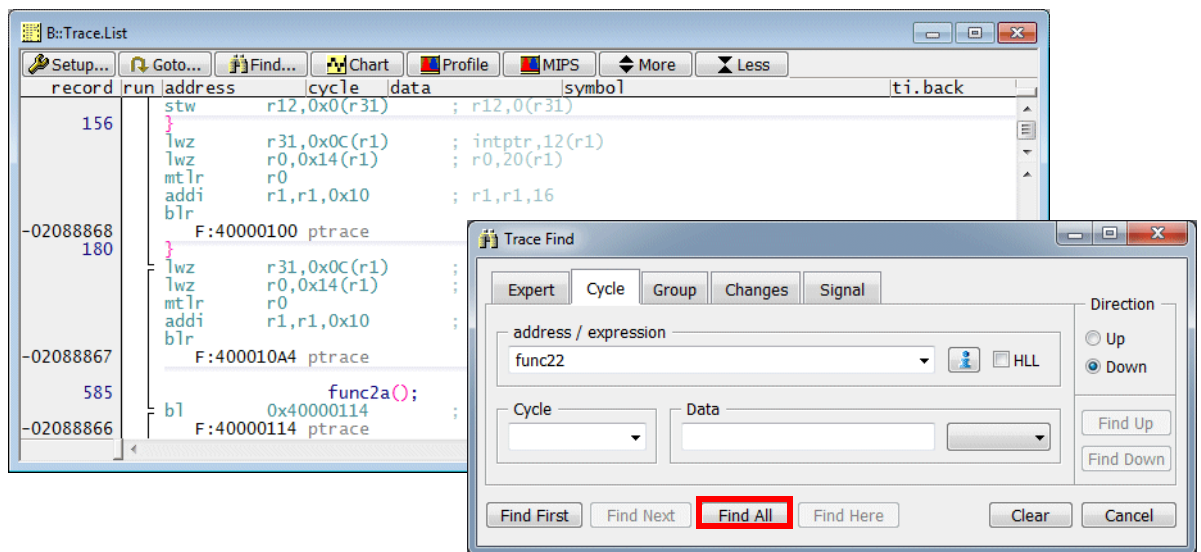 B::Trace.List
Setup... Goto... Find... Chart Profile MIPS More Less
record run address cycle data symbol ti.back
stw r12,0x0(r31) ; r12,0(r31)
156 }
lwz r31,0x0C(r1) ; intptr,12(r1)
lwz r0,0x14(r1) ; r0,20(r1)
mtlr r0
addi r1,r1,0x10 ; r1,r1,16
blr
-02088868 F:40000100 ptrace
180 }
lwz r31,0x0C(r1) ;
lwz r0,0x14(r1) ;
mtlr r0
addi r1,r1,0x10 ;
blr
-02088867 F:400010A4 ptrace
585 func2a();
bl 0x40000114 ;
-02088866 F:40000114 ptrace
Trace Find
Expert Cycle Group Changes Signal
address / expression
func22 HLL
Cycle Data
Direction
Up
Down
Find Up
Find Down
Find First Find Next Find All Find Here Clear Cancel